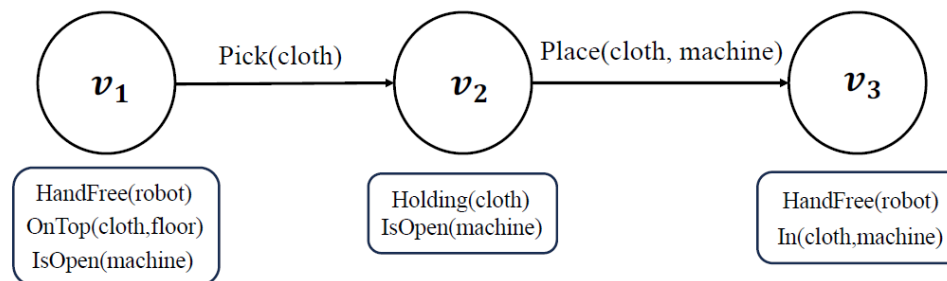 v1
Pick(cloth)
v2
Place(cloth, machine)
v3
HandFree(robot)
OnTop(cloth,floor)
IsOpen(machine)
Holding(cloth)
IsOpen(machine)
HandFree(robot)
In(cloth,machine)